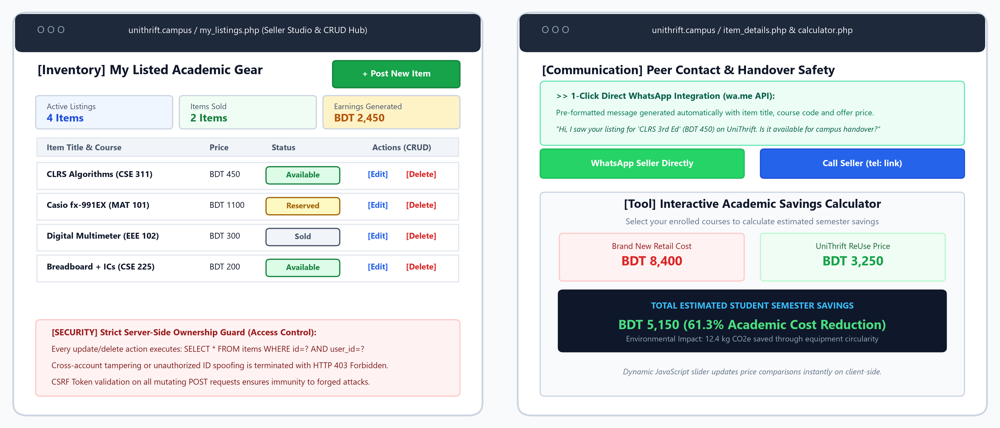 O O O
unithrift.campus / my_listings.php (Seller Studio & CRUD Hub)
[Inventory] My Listed Academic Gear
+ Post New Item
Active Listings
4 Items
Items Sold
2 Items
Earnings Generated
BDT 2,450
Item Title & Course Price Status Actions (CRUD)
CLRS Algorithms (CSE 311) BDT 450 Available [Edit] [Delete]
Casio fx-991EX (MAT 101) BDT 1100 Reserved [Edit] [Delete]
Digital Multimeter (EEE 102) BDT 300 Sold [Edit] [Delete]
Breadboard + ICs (CSE 225) BDT 200 Available [Edit] [Delete]
[SECURITY] Strict Server-Side Ownership Guard (Access Control):
Every update/delete action executes: SELECT * FROM items WHERE id=? AND user_id=?
Cross-account tampering or unauthorized ID spoofing is terminated with HTTP 403 Forbidden.
CSRF Token validation on all mutating POST requests ensures immunity to forged attacks.
O O O
unithrift.campus / item_details.php & calculator.php
[Communication] Peer Contact & Handover Safety
>> 1-Click Direct WhatsApp Integration (wa.me API):
Pre-formatted message generated automatically with item title, course code and offer price.
"Hi, I saw your listing for 'CLRS 3rd Ed' (BDT 450) on UniThrift. Is it available for campus handover?"
WhatsApp Seller Directly
Call Seller (tel: link)
[Tool] Interactive Academic Savings Calculator
Select your enrolled courses to calculate estimated semester savings
Brand New Retail Cost
BDT 8,400
UniThrift ReUse Price
BDT 3,250
TOTAL ESTIMATED STUDENT SEMESTER SAVINGS
BDT 5,150 (61.3% Academic Cost Reduction)
Environmental Impact: 12.4 kg CO2e saved through equipment circularity
Dynamic JavaScript slider updates price comparisons instantly on client-side.